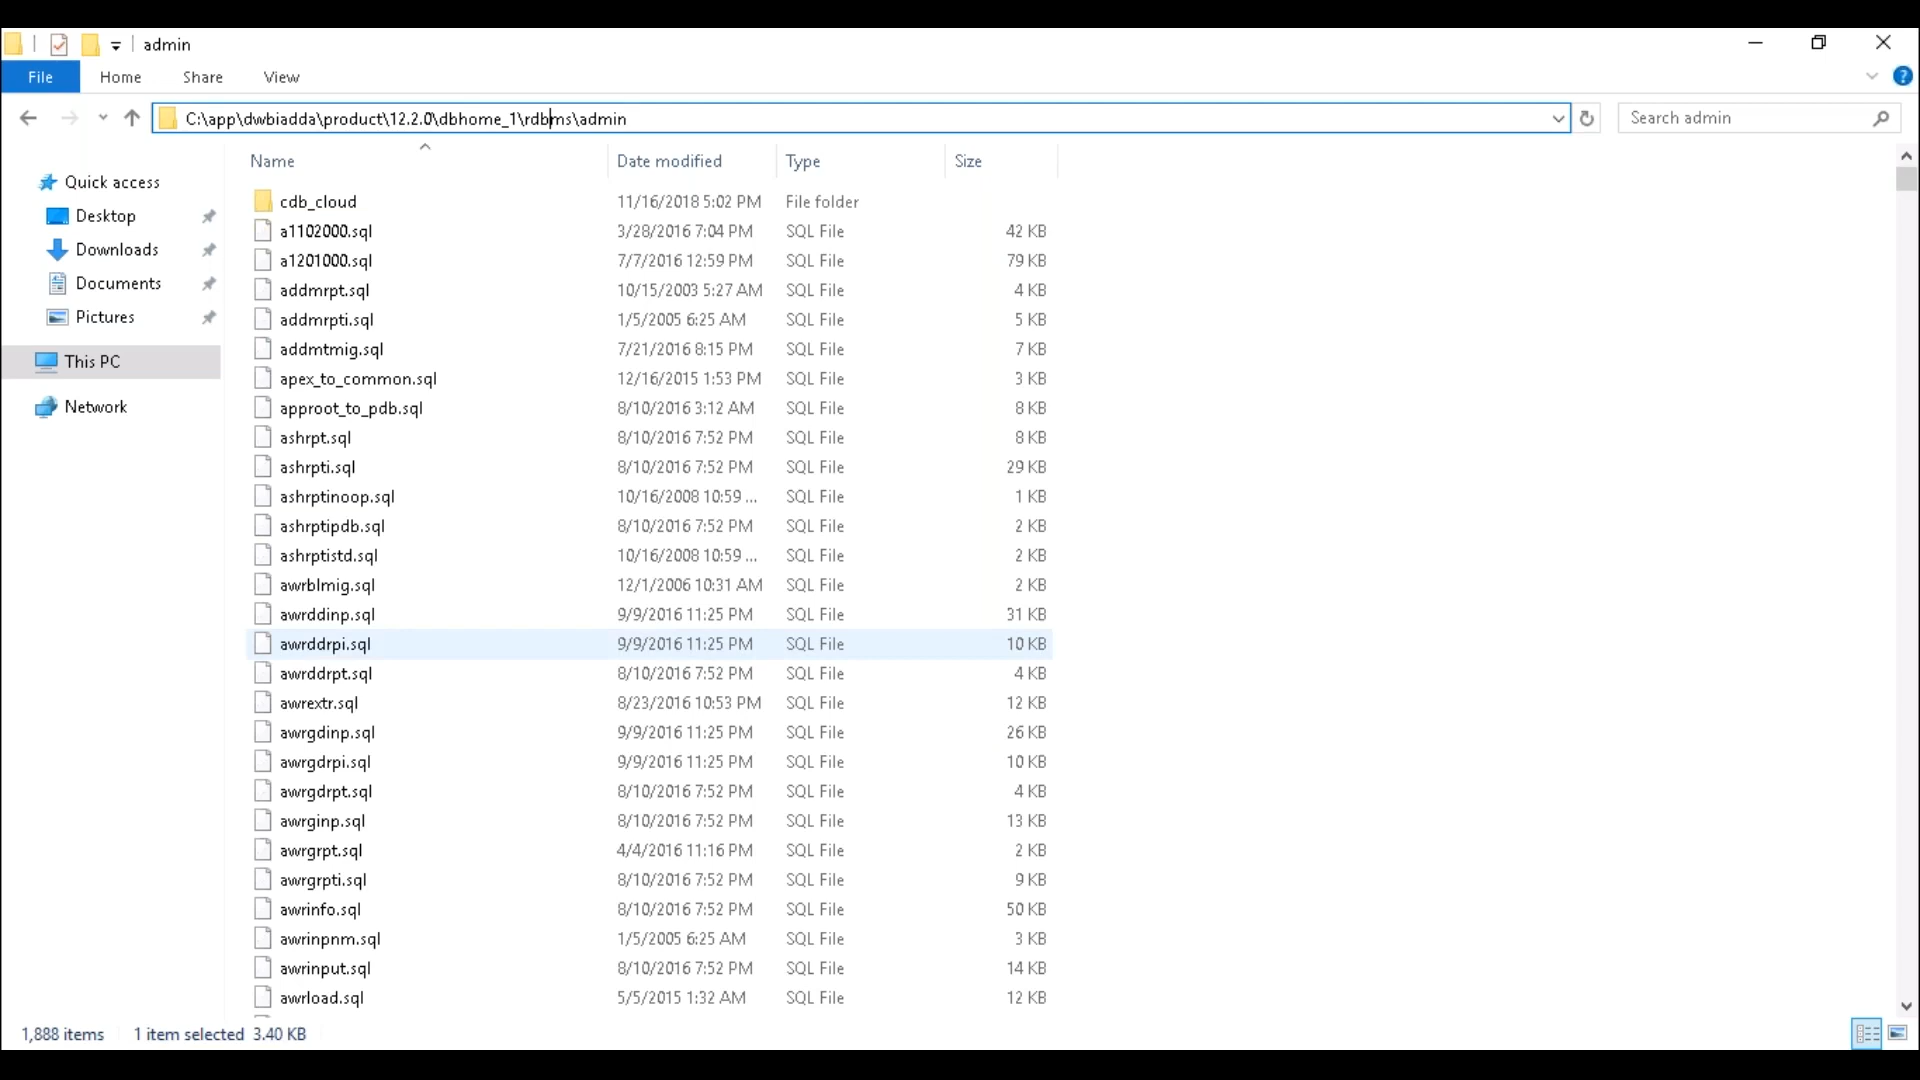 admin
File Home Share View
C:\app\dwbiadda\product\12.2.0\dbhome_1\rdbms\admin
Search admin
Name Date modified Type Size
Quick access
Desktop
Downloads
Documents
Pictures
This PC
Network
cdb_cloud 11/16/2018 5:02 PM File folder
a1102000.sql 3/28/2016 7:04 PM SQL File 42 KB
a1201000.sql 7/7/2016 12:59 PM SQL File 79 KB
addmrpt.sql 10/15/2003 5:27 AM SQL File 4 KB
addmrpti.sql 1/5/2005 6:25 AM SQL File 5 KB
addmtmig.sql 7/21/2016 8:15 PM SQL File 7 KB
apex_to_common.sql 12/16/2015 1:53 PM SQL File 3 KB
approot_to_pdb.sql 8/10/2016 3:12 AM SQL File 8 KB
ashrpt.sql 8/10/2016 7:52 PM SQL File 8 KB
ashrpti.sql 8/10/2016 7:52 PM SQL File 29 KB
ashrptinoop.sql 10/16/2008 10:59 ... SQL File 1 KB
ashrptipdb.sql 8/10/2016 7:52 PM SQL File 2 KB
ashrptistd.sql 10/16/2008 10:59 ... SQL File 2 KB
awrblmig.sql 12/1/2006 10:31 AM SQL File 2 KB
awrddinp.sql 9/9/2016 11:25 PM SQL File 31 KB
awrddrpi.sql 9/9/2016 11:25 PM SQL File 10 KB
awrddrpt.sql 8/10/2016 7:52 PM SQL File 4 KB
awrextr.sql 8/23/2016 10:53 PM SQL File 12 KB
awrgdinp.sql 9/9/2016 11:25 PM SQL File 26 KB
awrgdrpi.sql 9/9/2016 11:25 PM SQL File 10 KB
awrgdrpt.sql 8/10/2016 7:52 PM SQL File 4 KB
awrginp.sql 8/10/2016 7:52 PM SQL File 13 KB
awrgrpt.sql 4/4/2016 11:16 PM SQL File 2 KB
awrgrpti.sql 8/10/2016 7:52 PM SQL File 9 KB
awrinfo.sql 8/10/2016 7:52 PM SQL File 50 KB
awrinpnm.sql 1/5/2005 6:25 AM SQL File 3 KB
awrinput.sql 8/10/2016 7:52 PM SQL File 14 KB
awrload.sql 5/5/2015 1:32 AM SQL File 12 KB
1,888 items 1 item selected 3.40 KB